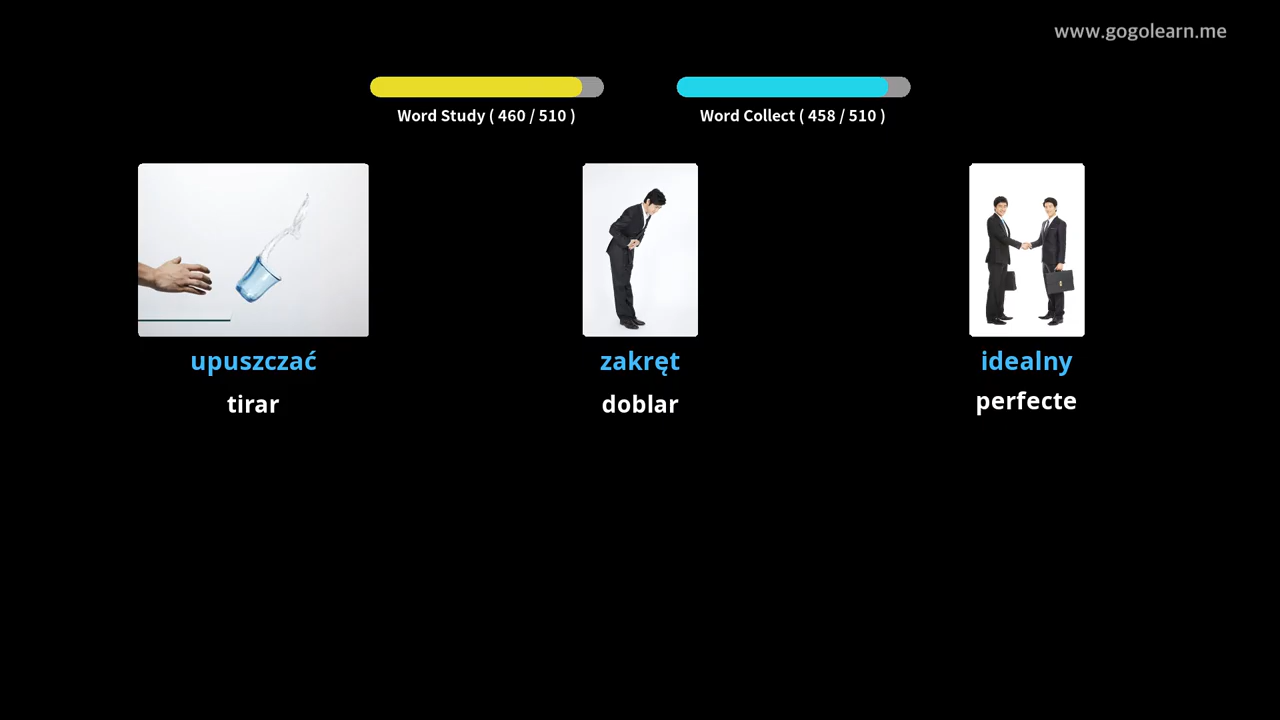 www.gogolearn.me
Word Study ( 460 / 510 )
Word Collect ( 458 / 510 )
upuszczać
zakręt
idealny
tirar
doblar
perfecte